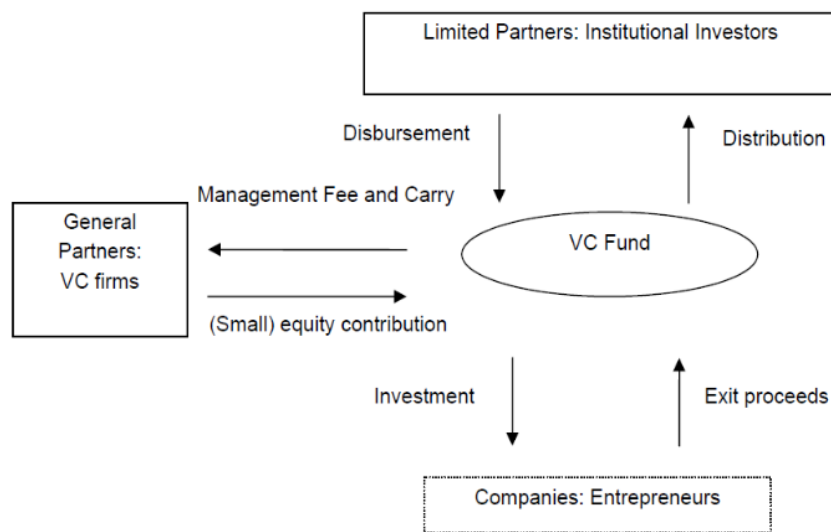 Limited Partners: Institutional Investors
Disbursement
Distribution
Management Fee and Carry
General
Partners:
VC firms
VC Fund
(Small) equity contribution
Investment
Exit proceeds
Companies: Entrepreneurs